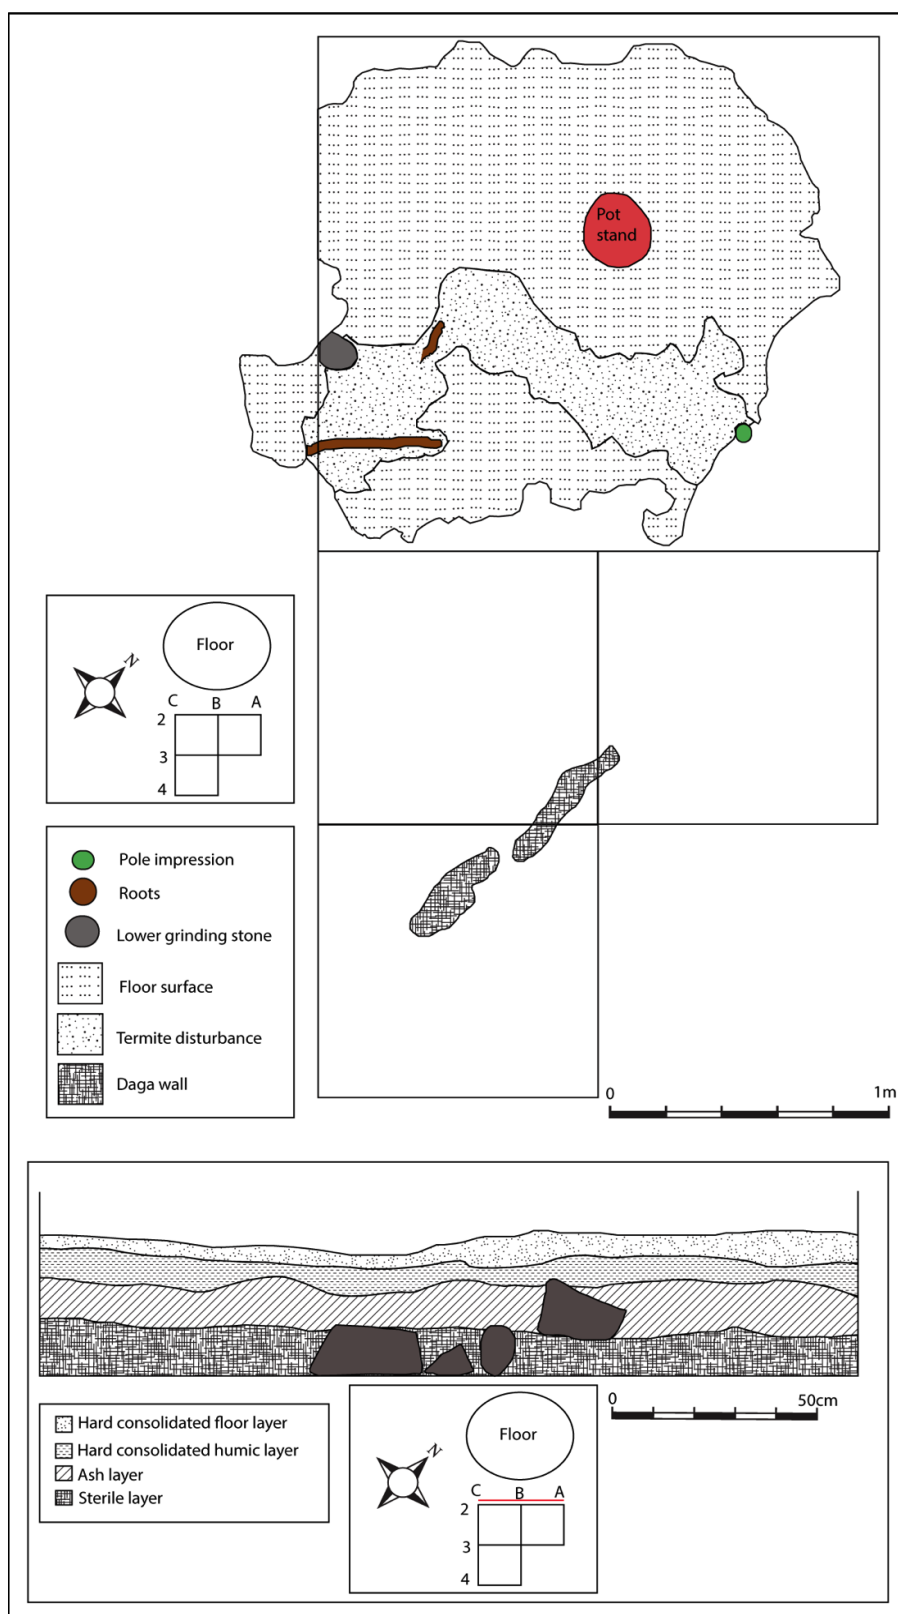 Pot
stand
N
Floor
C B A
2
3
4
Pole impression
Roots
Lower grinding stone
Floor surface
Termite disturbance
Daga wall
0 1m
0 50cm
Hard consolidated floor layer
Hard consolidated humic layer
Ash layer
Sterile layer
N
Floor
C B A
2
3
4